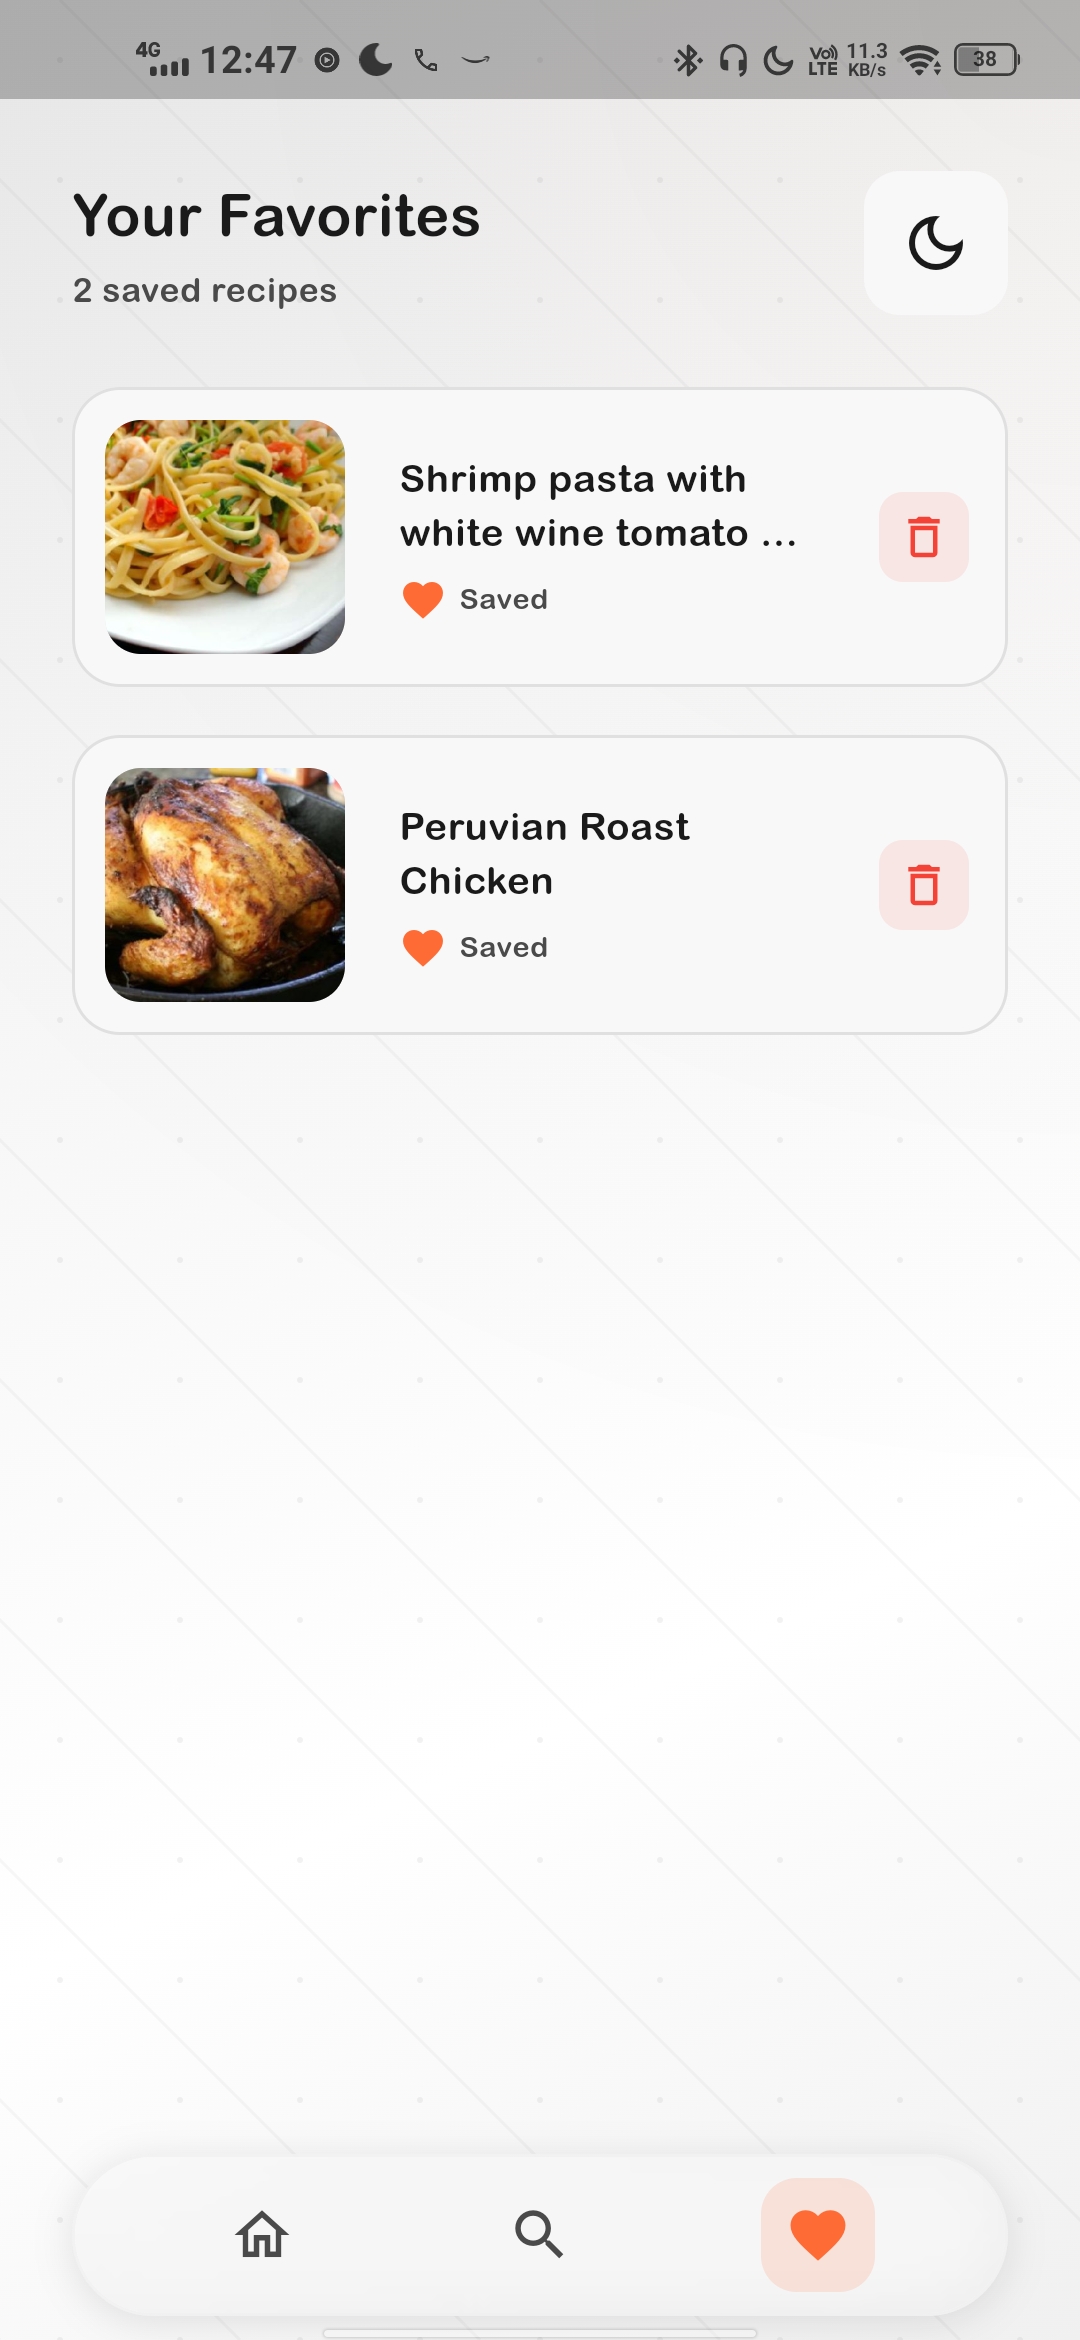 4G 12:47 Vo) LTE 11.3 KB/s 38
Your Favorites
2 saved recipes
Shrimp pasta with
white wine tomato ...
Saved
Peruvian Roast
Chicken
Saved